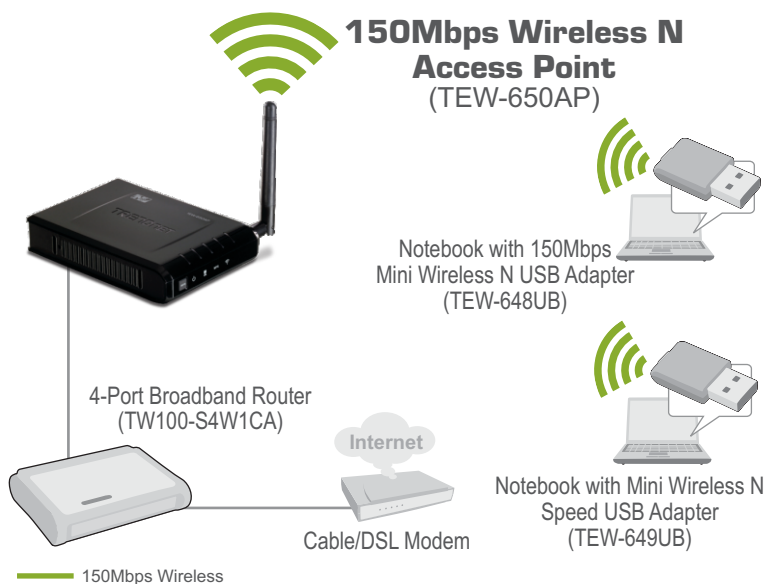 150Mbps Wireless N
Access Point
(TEW-650AP)
TRENDNET
Notebook with 150Mbps
Mini Wireless N USB Adapter
(TEW-648UB)
4-Port Broadband Router
(TW100-S4W1CA)
Internet
Cable/DSL Modem
Notebook with Mini Wireless N
Speed USB Adapter
(TEW-649UB)
150Mbps Wireless